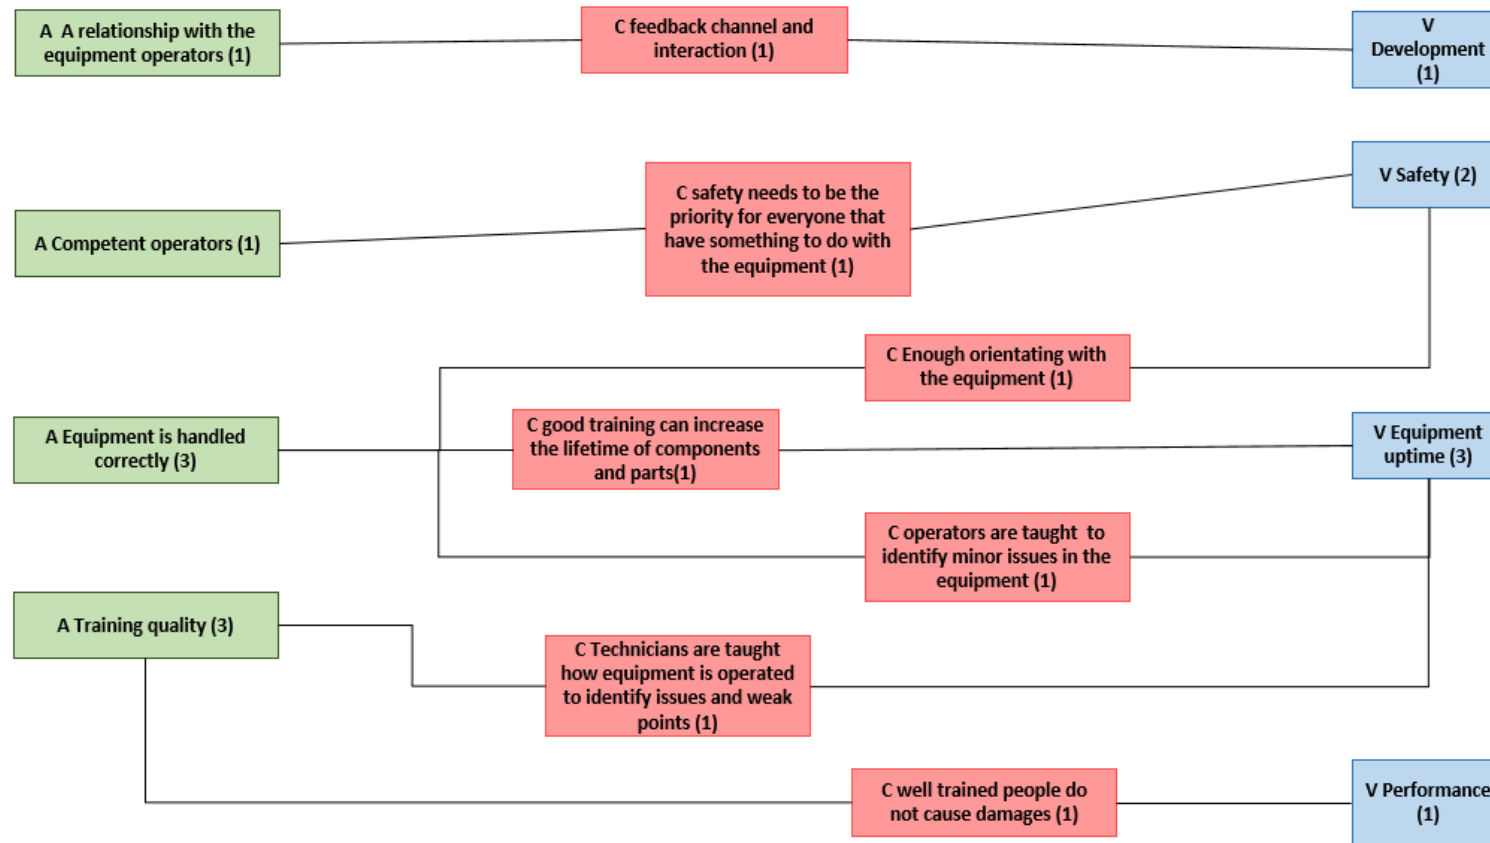 A  A relationship with the
equipment operators (1)
C feedback channel and
interaction (1)
V
Development
(1)
V Safety (2)
C safety needs to be the
priority for everyone that
have something to do with
the equipment (1)
A Competent operators (1)
C Enough orientating with
the equipment (1)
A Equipment is handled
correctly (3)
C good training can increase
the lifetime of components
and parts(1)
V Equipment
uptime (3)
C operators are taught  to
identify minor issues in the
equipment (1)
A Training quality (3)
C Technicians are taught
how equipment is operated
to identify issues and weak
points (1)
C well trained people do
not cause damages (1)
V Performance
(1)